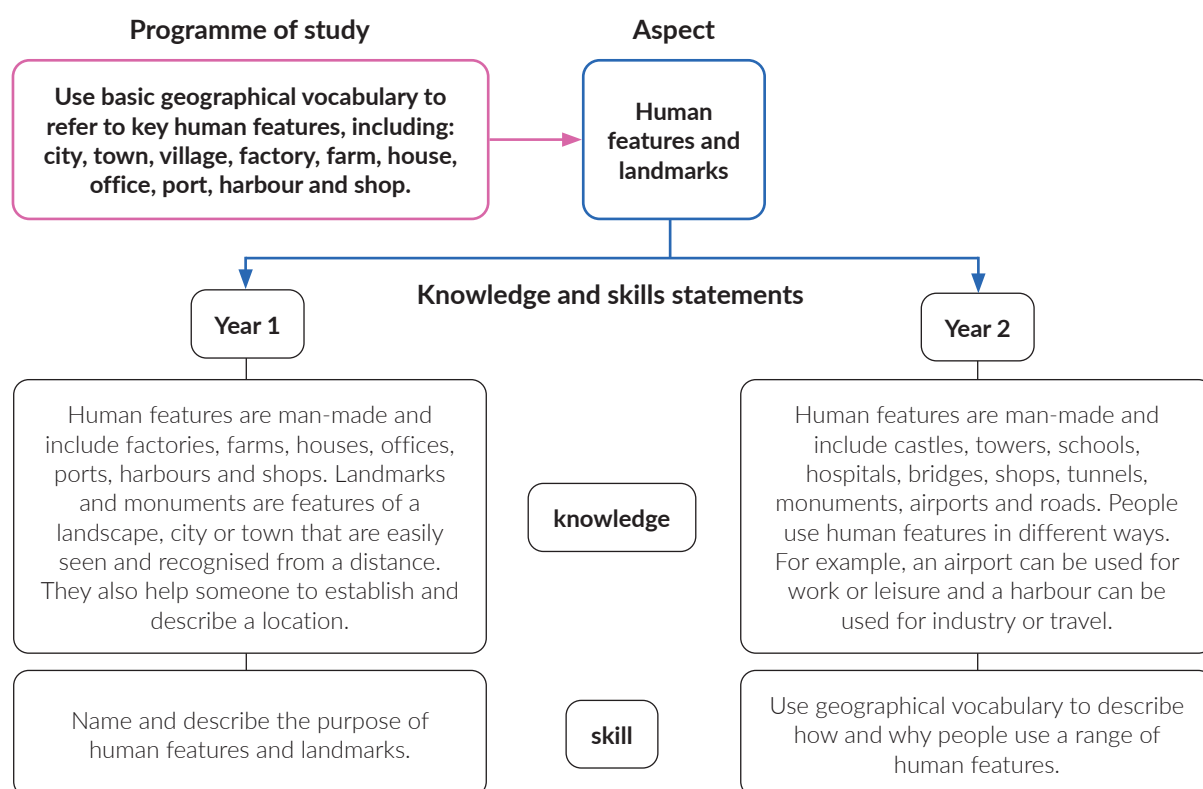 Programme of study
Aspect
Use basic geographical vocabulary to
refer to key human features, including:
city, town, village, factory, farm, house,
office, port, harbour and shop.
Human
features and
landmarks
Knowledge and skills statements
Year 1
Year 2
Human features are man-made and
include factories, farms, houses, offices,
ports, harbours and shops. Landmarks
and monuments are features of a
landscape, city or town that are easily
seen and recognised from a distance.
They also help someone to establish and
describe a location.
knowledge
Human features are man-made and
include castles, towers, schools,
hospitals, bridges, shops, tunnels,
monuments, airports and roads. People
use human features in different ways.
For example, an airport can be used for
work or leisure and a harbour can be
used for industry or travel.
Name and describe the purpose of
human features and landmarks.
skill
Use geographical vocabulary to describe
how and why people use a range of
human features.